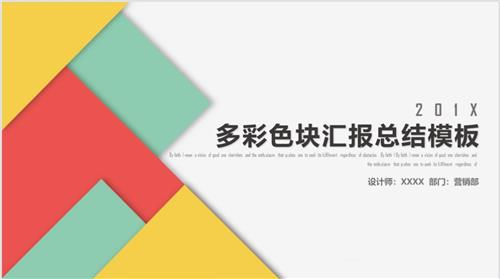 201X
多彩色块汇报总结模板
By faith I mean a vision of good one cherishes and the enthusiasm that pushes one to seek its fulfillment regardless of obstacles. By faith I By faith I mean a vision of good one cherishes and
the enthusiasm that pushes one to seek its fulfillment regardless of
设计师：XXXX 部门：营销部